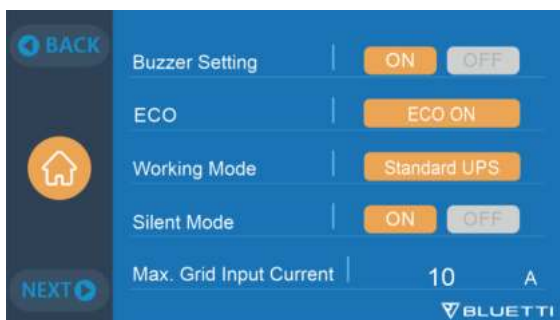 BACK
Buzzer Setting ON OFF
ECO ECO ON
Working Mode Standard UPS
Silent Mode ON OFF
Max. Grid Input Current 10 A
NEXT
BLUETTI